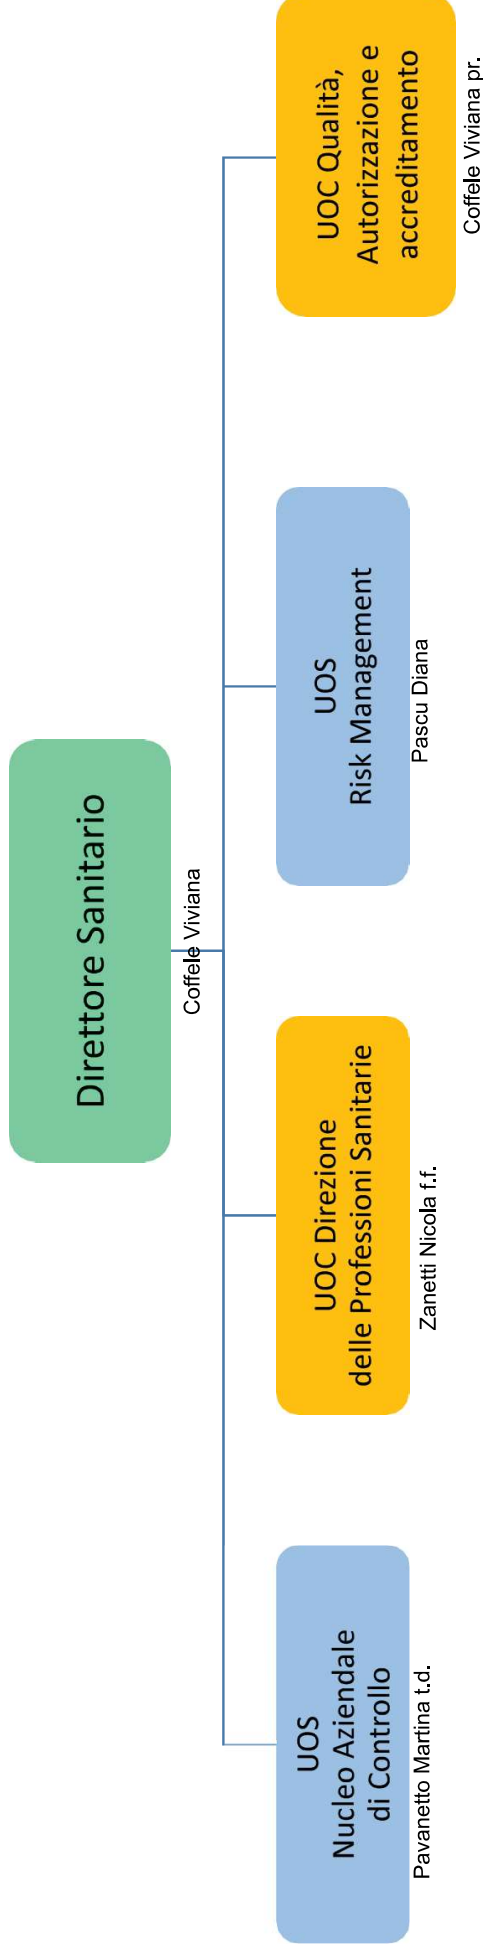 Direttore Sanitario
Coffele Viviana
UOS
Nucleo Aziendale
di Controllo
Pavanetto Martina t.d.
UOC Direzione
delle Professioni Sanitarie
Zanetti Nicola f.f.
UOS
Risk Management
Pascu Diana
UOC Qualità,
Autorizzazione e
accreditamento
Coffele Viviana pr.